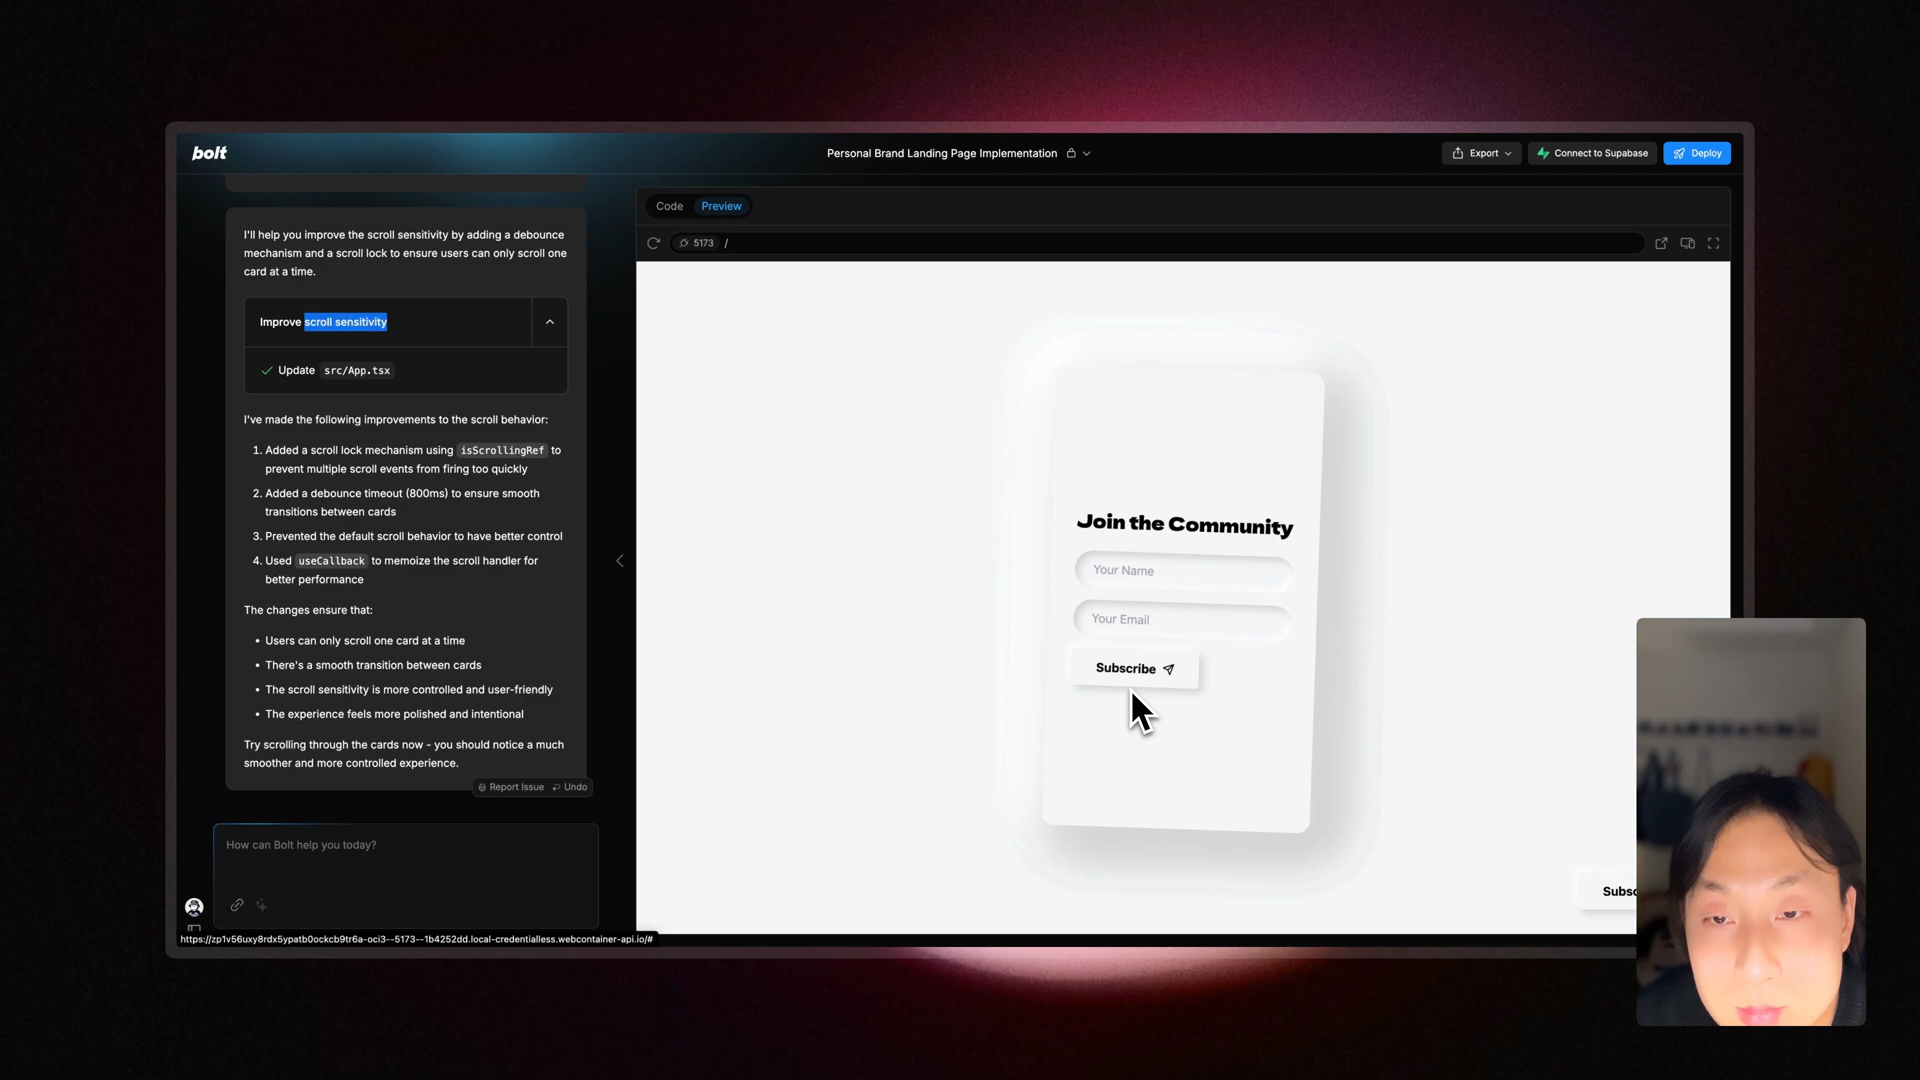 bolt
Personal Brand Landing Page Implementation
Export
Connect to Supabase
Deploy
I'll help you improve the scroll sensitivity by adding a debounce
mechanism and a scroll lock to ensure users can only scroll one
card at a time.
Improve scroll sensitivity
Update src/App.tsx
I've made the following improvements to the scroll behavior:
1. Added a scroll lock mechanism using isScrollingRef to
prevent multiple scroll events from firing too quickly
2. Added a debounce timeout (800ms) to ensure smooth
transitions between cards
3. Prevented the default scroll behavior to have better control
4. Used useCallback to memoize the scroll handler for
better performance
The changes ensure that:
• Users can only scroll one card at a time
• There's a smooth transition between cards
• The scroll sensitivity is more controlled and user-friendly
• The experience feels more polished and intentional
Try scrolling through the cards now - you should notice a much
smoother and more controlled experience.
Report Issue Undo
How can Bolt help you today?
https://zp1v56uxy8rdx5ypatb0ockcb9tr6a-oci3--5173--1b4252dd.local-credentialless.webcontainer-api.io/#
Code Preview
5173 /
Join the Community
Your Name
Your Email
Subscribe
Subsc